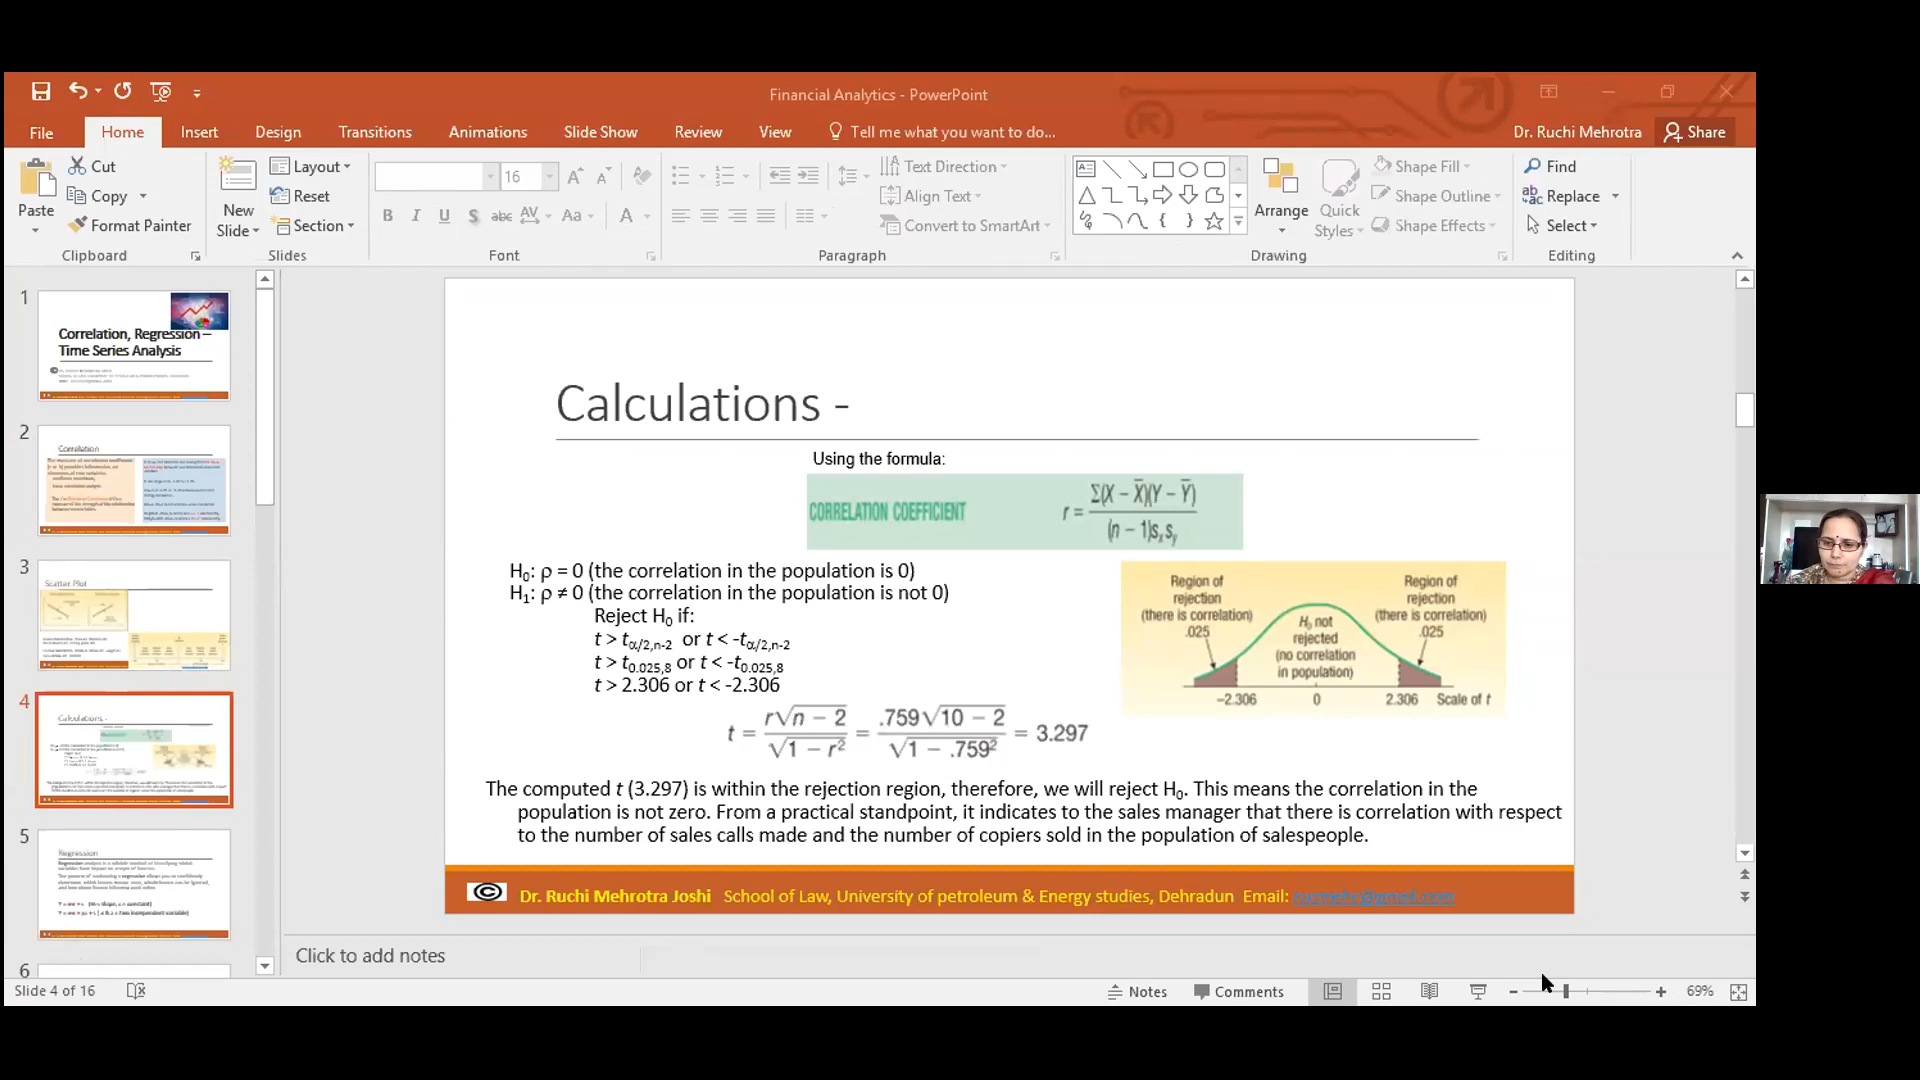 Financial Analytics - PowerPoint
File Home Insert Design Transitions Animations Slide Show Review View Tell me what you want to do... Dr. Ruchi Mehrotra Share
Paste
Cut
Copy
Format Painter
Clipboard
New
Slide
Layout
Reset
Section
Slides
16
Font
Text Direction
Align Text
Convert to SmartArt
Paragraph
Arrange
Quick
Styles
Shape Fill
Shape Outline
Shape Effects
Drawing
Find
Replace
Select
Editing
1
Correlation, Regression –
Time Series Analysis
2
Correlation
3
Scatter Plot
4
Calculations -
5
Regression
6
Calculations -
Using the formula:
CORRELATION COEFFICIENT r = Σ(X − X̄)(Y − Ȳ) / (n − 1)sₓsᵧ
H₀: ρ = 0 (the correlation in the population is 0)
H₁: ρ ≠ 0 (the correlation in the population is not 0)
Reject H₀ if:
t > tα/2,n-2 or t < -tα/2,n-2
t > t0.025,8 or t < -t0.025,8
t > 2.306 or t < -2.306
Region of
rejection
(there is correlation)
.025
H₀ not
rejected
(no correlation
in population)
Region of
rejection
(there is correlation)
.025
−2.306 0 2.306 Scale of t
t = r√n − 2 / √1 − r² = .759√10 − 2 / √1 − .759² = 3.297
The computed t (3.297) is within the rejection region, therefore, we will reject H₀. This means the correlation in the
population is not zero. From a practical standpoint, it indicates to the sales manager that there is correlation with respect
to the number of sales calls made and the number of copiers sold in the population of salespeople.
© Dr. Ruchi Mehrotra Joshi School of Law, University of petroleum & Energy studies, Dehradun Email:
Click to add notes
Slide 4 of 16 Notes Comments 69%